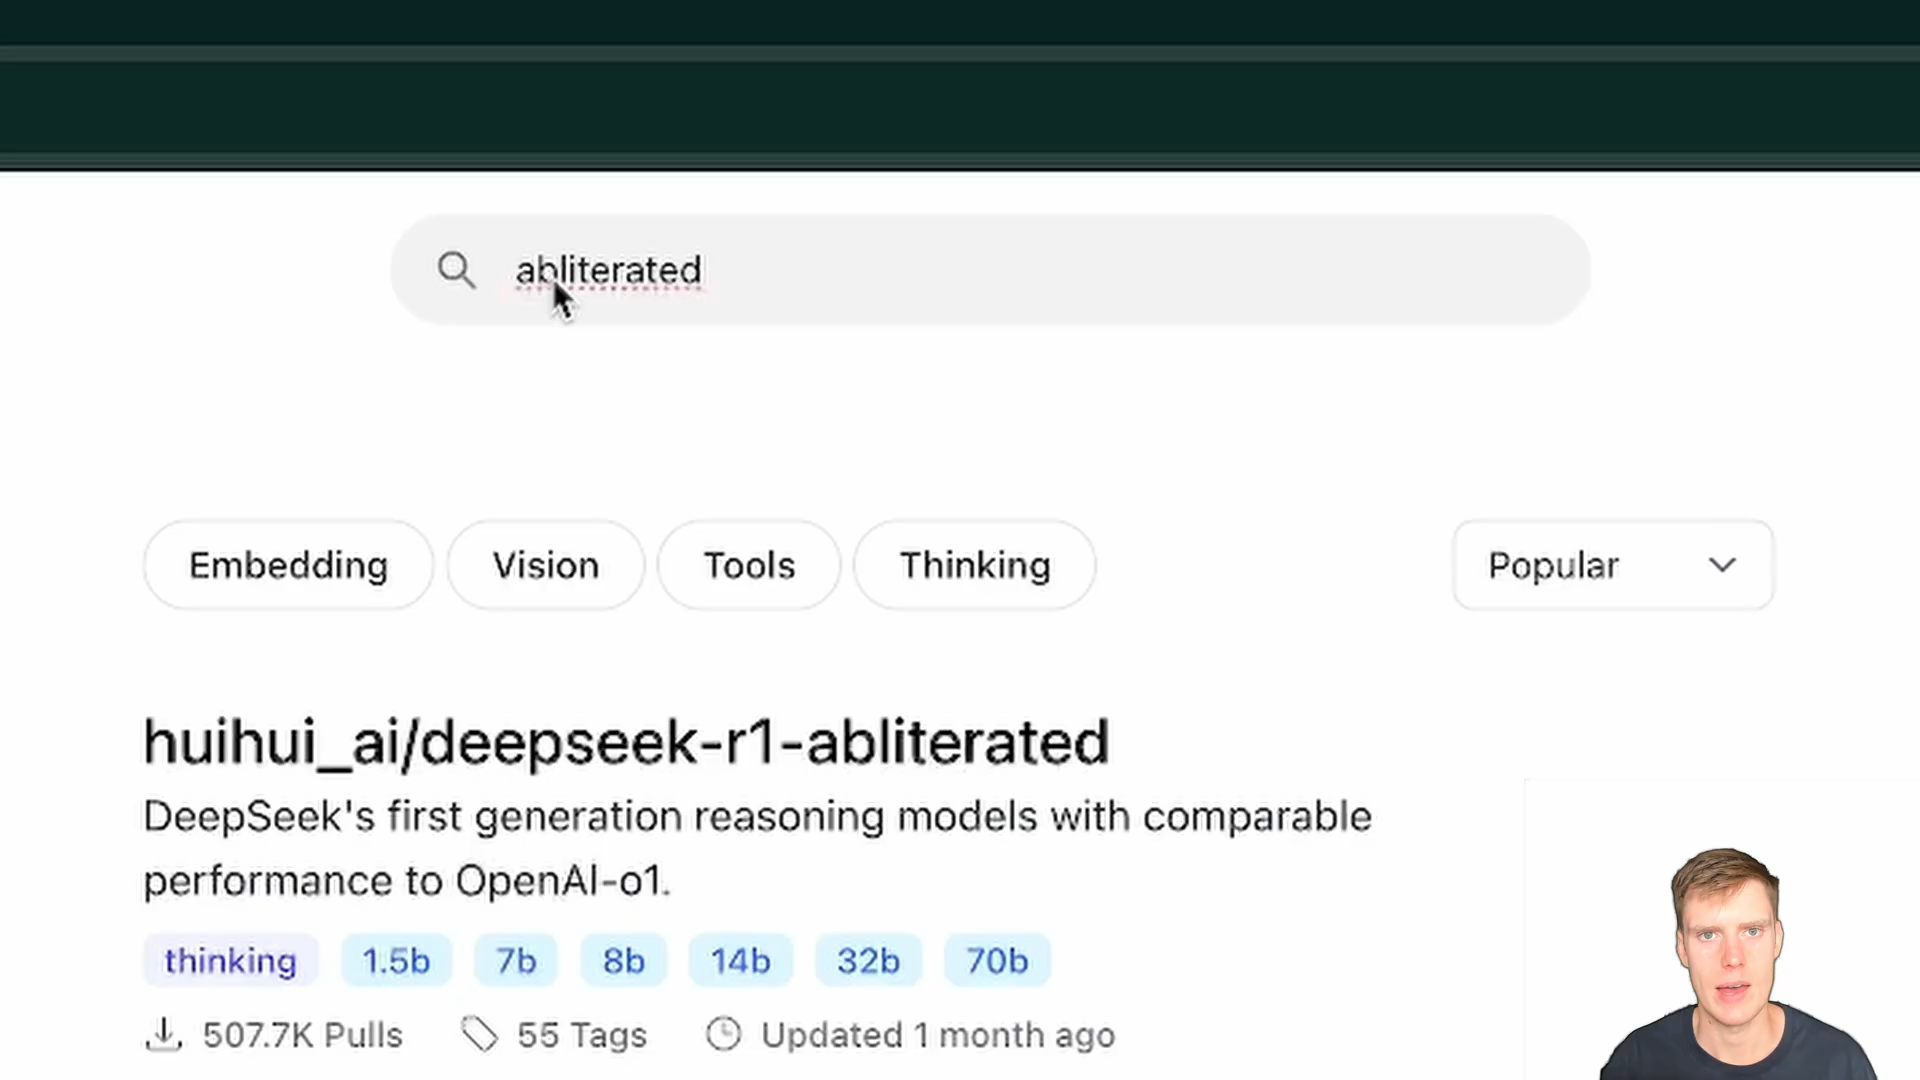 abliterated
Embedding Vision Tools Thinking Popular
huihui_ai/deepseek-r1-abliterated
DeepSeek's first generation reasoning models with comparable
performance to OpenAI-o1.
thinking 1.5b 7b 8b 14b 32b 70b
507.7K Pulls 55 Tags Updated 1 month ago